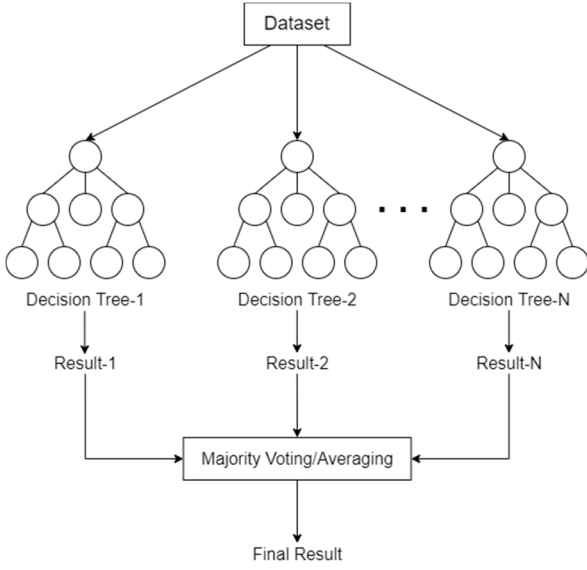 Dataset
. . .
Decision Tree-1
Decision Tree-2
Decision Tree-N
Result-1
Result-2
Result-N
Majority Voting/Averaging
Final Result